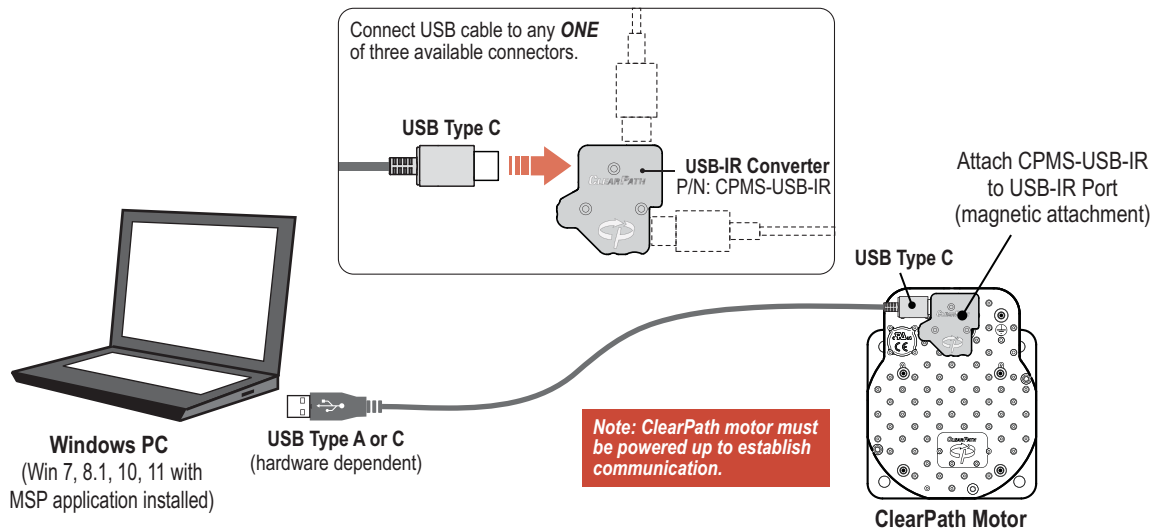 Connect USB cable to any ONE
of three available connectors.
USB Type C
CLEARPATH
USB-IR Converter
P/N: CPMS-USB-IR
Attach CPMS-USB-IR
to USB-IR Port
(magnetic attachment)
USB Type C
CE
CLEARPATH
Windows PC
(Win 7, 8.1, 10, 11 with
MSP application installed)
USB Type A or C
(hardware dependent)
Note: ClearPath motor must
be powered up to establish
communication.
ClearPath Motor